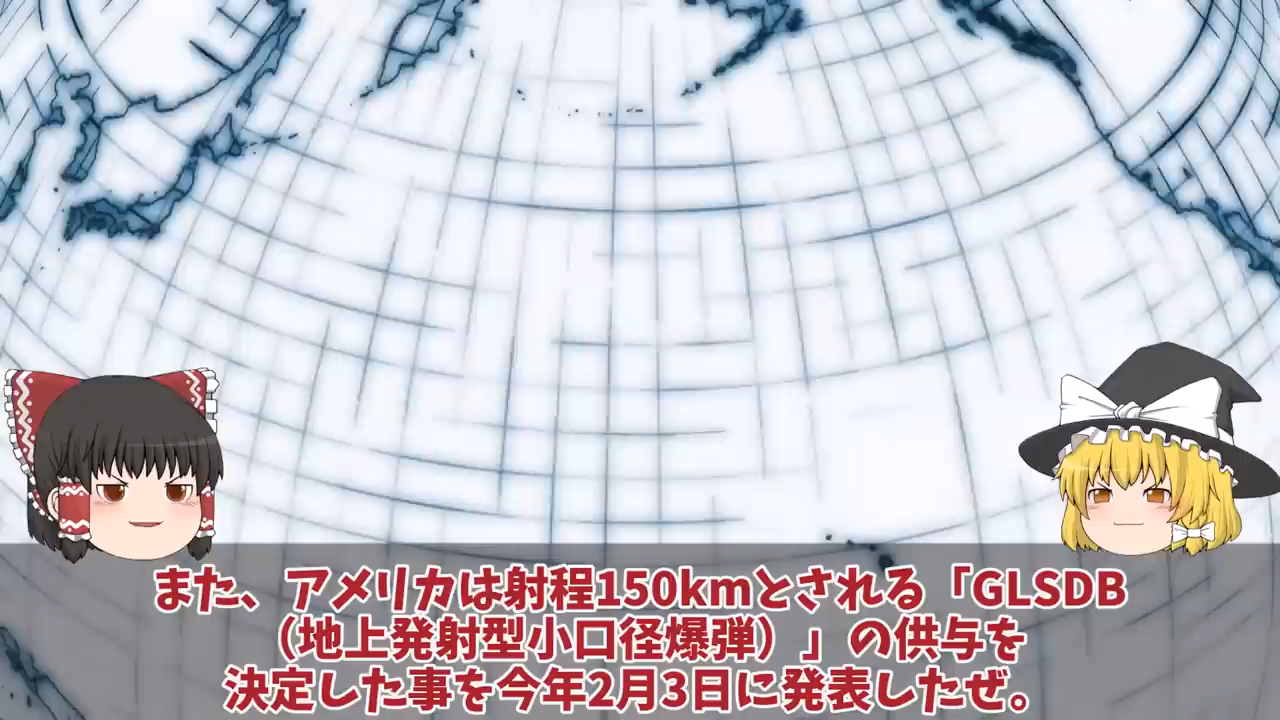 また、アメリカは射程150kmとされる「GLSDB
（地上発射型小口径爆弾）」の供与を
決定した事を今年2月3日に発表したぜ。